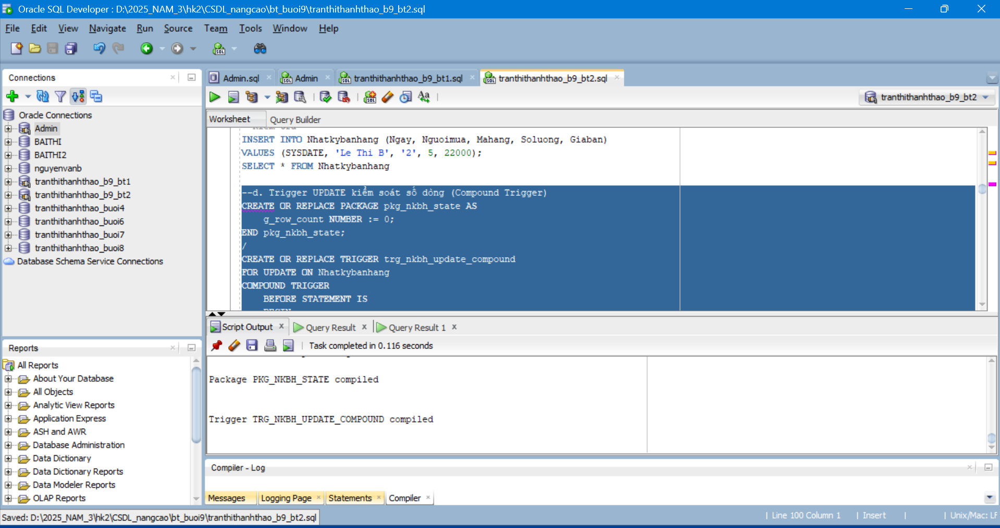 Oracle SQL Developer : D:\2025_NAM_3\hk2\CSDL_nangcao\bt_buoi9\tranthithanhthao_b9_bt2.sql
File Edit View Navigate Run Source Team Tools Window Help
Connections
Oracle Connections
Admin
BAITHI
BAITHI2
nguyenvanb
tranthithanhthao_b9_bt1
tranthithanhthao_b9_bt2
tranthithanhthao_buoi4
tranthithanhthao_buoi6
tranthithanhthao_buoi7
tranthithanhthao_buoi8
Database Schema Service Connections
Reports
All Reports
About Your Database
All Objects
Analytic View Reports
Application Express
ASH and AWR
Database Administration
Data Dictionary
Data Dictionary Reports
Data Modeler Reports
OLAP Reports
Admin.sql Admin tranthithanhthao_b9_bt1.sql tranthithanhthao_b9_bt2.sql
tranthithanhthao_b9_bt2
Worksheet Query Builder
INSERT INTO Nhatkybanhang (Ngay, Nguoimua, Mahang, Soluong, Giaban)
VALUES (SYSDATE, 'Le Thi B', '2', 5, 22000);
SELECT * FROM Nhatkybanhang
--d. Trigger UPDATE kiểm soát số dòng (Compound Trigger)
CREATE OR REPLACE PACKAGE pkg_nkbh_state AS
g_row_count NUMBER := 0;
END pkg_nkbh_state;
/
CREATE OR REPLACE TRIGGER trg_nkbh_update_compound
FOR UPDATE ON Nhatkybanhang
COMPOUND TRIGGER
BEFORE STATEMENT IS
Script Output Query Result Query Result 1
Task completed in 0.116 seconds
Package PKG_NKBH_STATE compiled
Trigger TRG_NKBH_UPDATE_COMPOUND compiled
Compiler - Log
Messages Logging Page Statements Compiler
Saved: D:\2025_NAM_3\hk2\CSDL_nangcao\bt_buoi9\tranthithanhthao_b9_bt2.sql
Line 100 Column 1 Insert Unix/Mac: LF